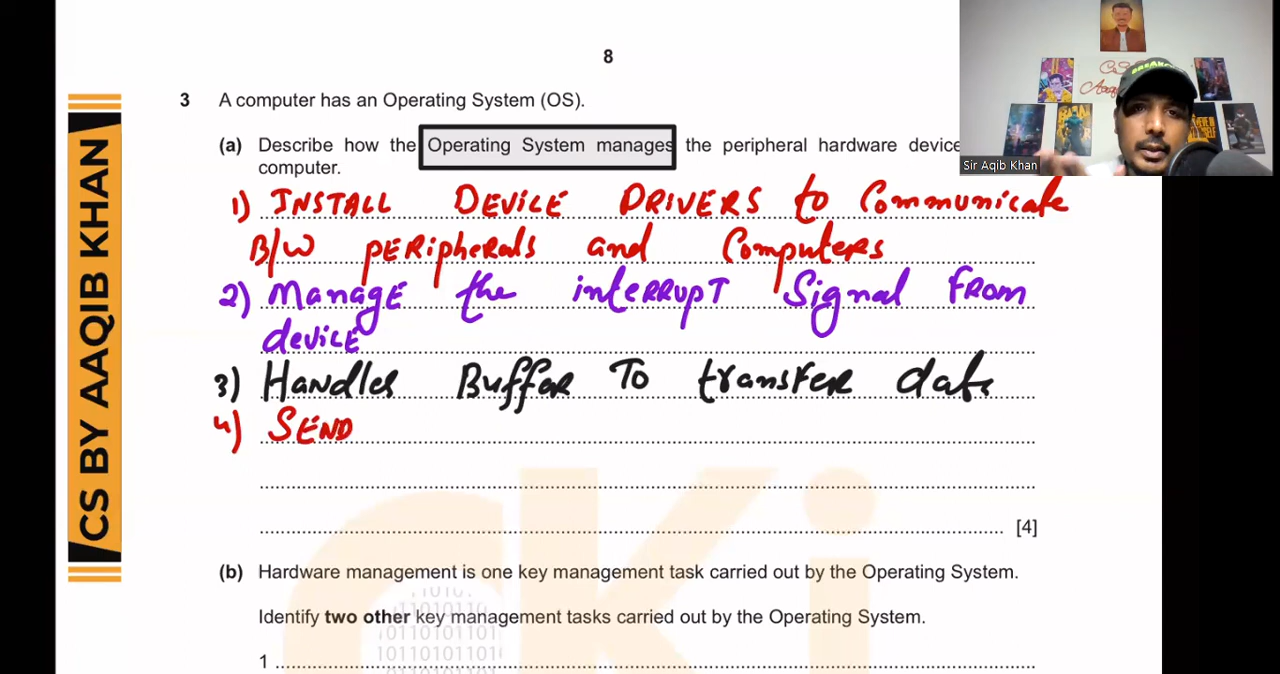 8
3 A computer has an Operating System (OS).
(a) Describe how the Operating System manages the peripheral hardware device
computer.
1) INSTALL DEVICE DRIVERS to Communicate
B/W PERipherals and Computers
2) Manage the interrupt Signal From
device
3) Handles Buffer To transfer data
4) SEND
[4]
(b) Hardware management is one key management task carried out by the Operating System.
Identify two other key management tasks carried out by the Operating System.
1
CS BY AAQIB KHAN
Sir Aqib Khan
CKi